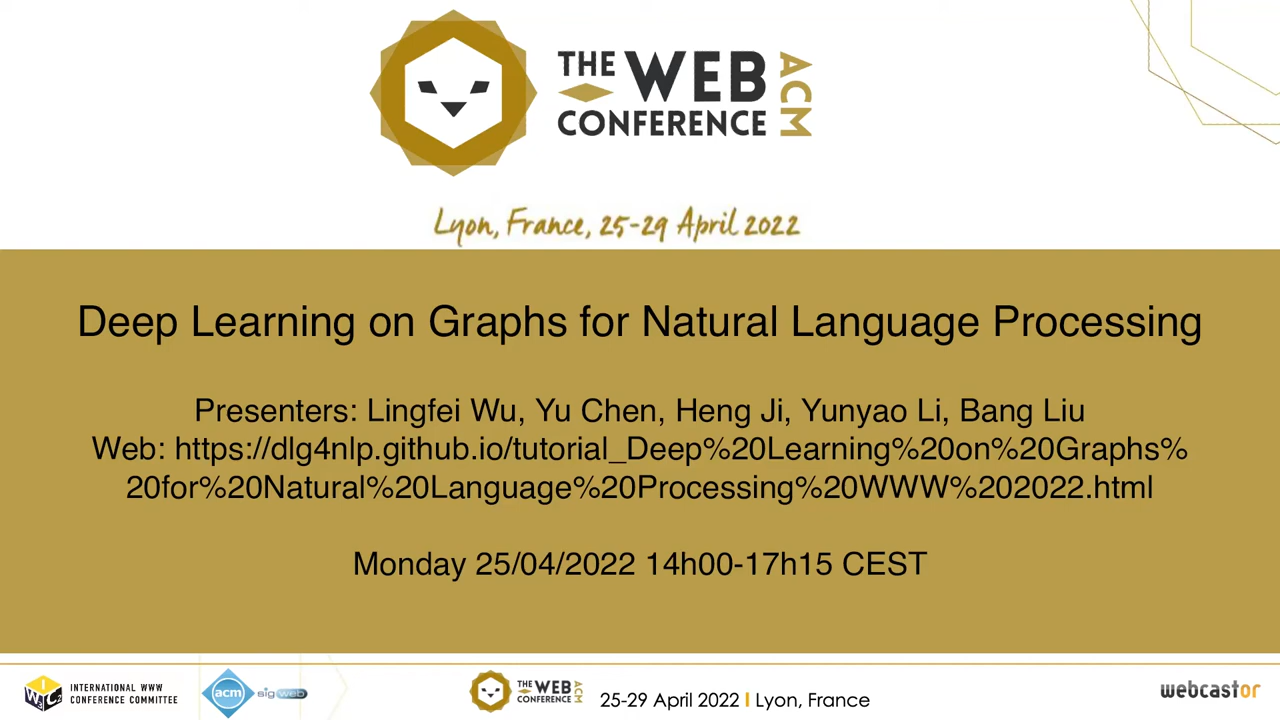 THE WEB CONFERENCE ACM
Lyon, France, 25-29 April 2022
Deep Learning on Graphs for Natural Language Processing
Presenters: Lingfei Wu, Yu Chen, Heng Ji, Yunyao Li, Bang Liu
Web: https://dlg4nlp.github.io/tutorial_Deep%20Learning%20on%20Graphs%
20for%20Natural%20Language%20Processing%20WWW%202022.html
Monday 25/04/2022 14h00-17h15 CEST
INTERNATIONAL WWW
CONFERENCE COMMITTEE
acm sigweb
THE WEB CONFERENCE ACM
25-29 April 2022 I Lyon, France
webcastor